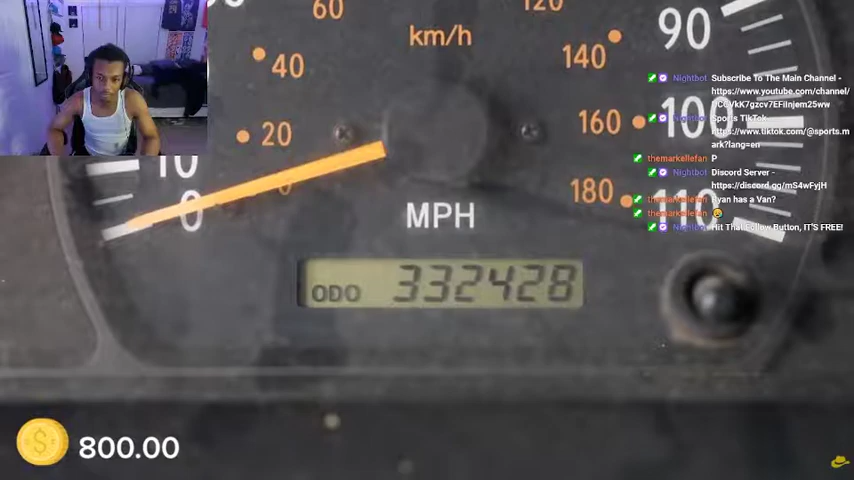 60
120
km/h
90
40
140
20
160
100
10
0
180
110
0
MPH
ODO 332428
Nightbot Subscribe To The Main Channel -
https://www.youtube.com/channel/
Sports TikTok -
https://www.tiktok.com/@sports.m
ark?lang=en
themarkellefan P
Nightbot Discord Server -
https://discord.gg/mS4wFyjH
themarkellefan Ryan has a Van?
themarkellefan
Nightbot Hit That Follow Button, IT'S FREE!
$ 800.00